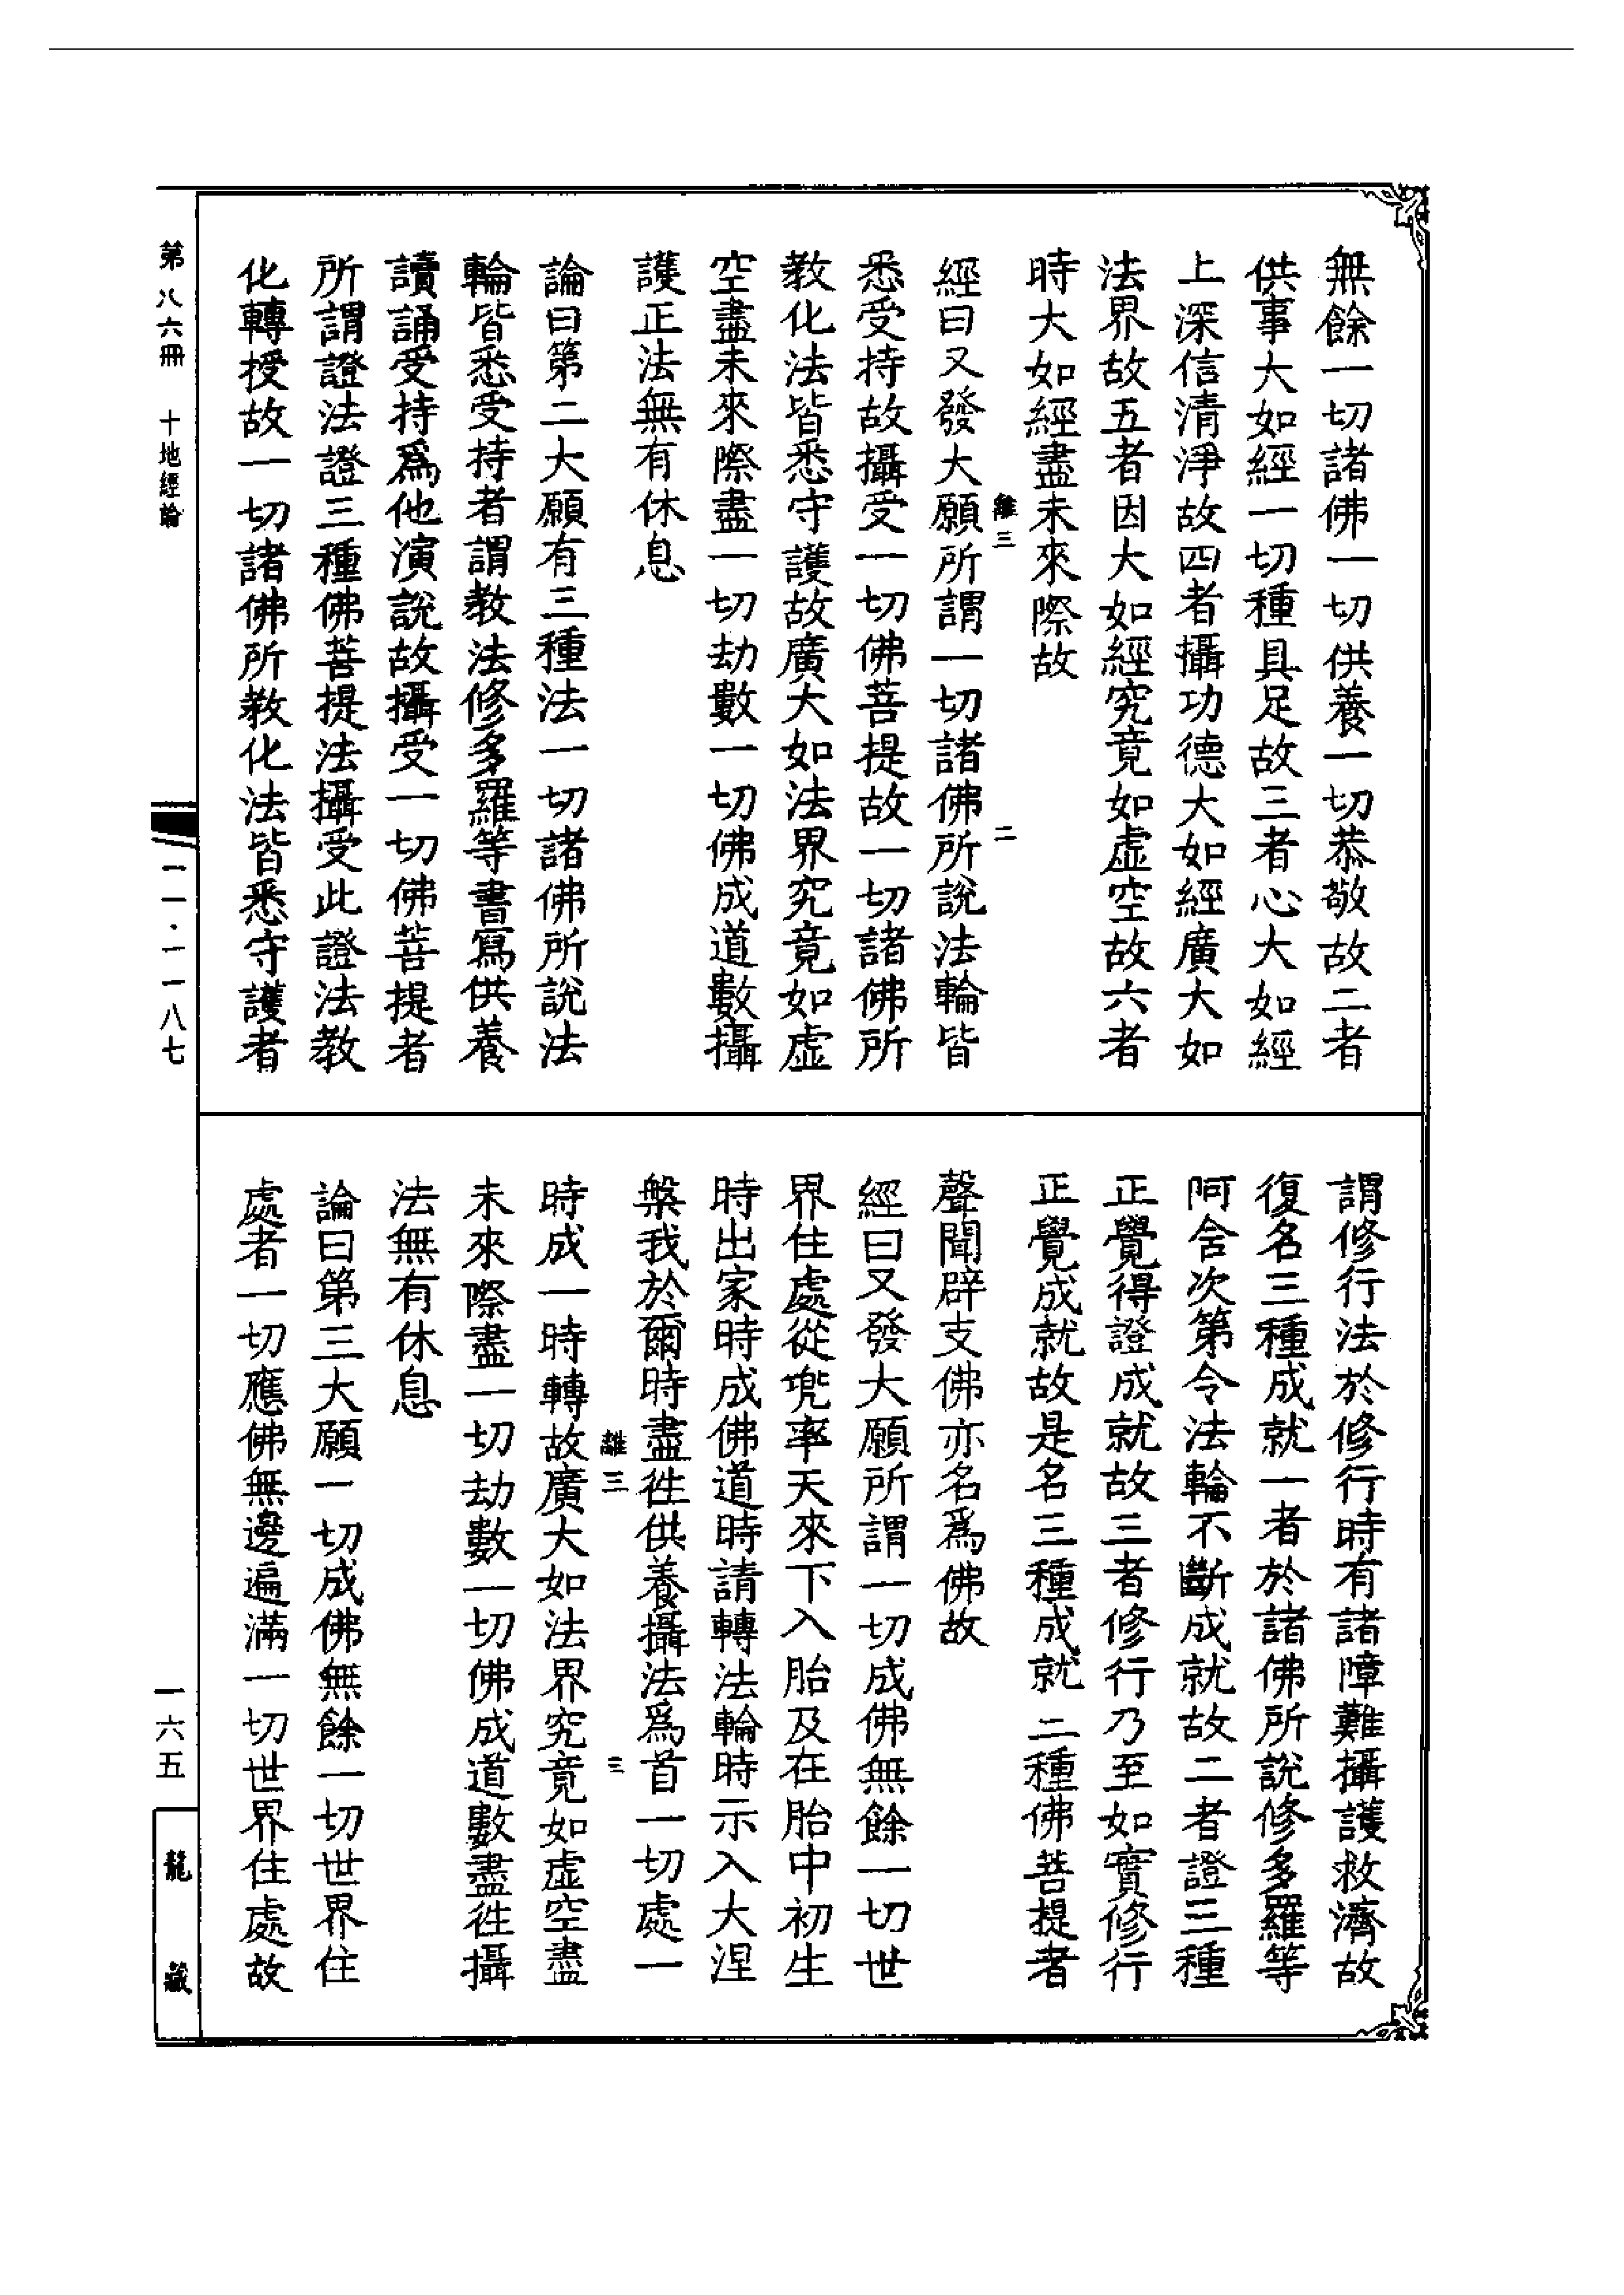 無餘一切諸佛一切供養一切恭敬故二者
供事大如經一切種具足故三者心大如經
上深信清淨故四者攝功德大如經廣大如
法界故五者因大如經究竟如虛空故六者
時大如經盡未來際故
離三 二
經曰又發大願所謂一切諸佛所說法輪皆
悉受持故攝受一切佛菩提故一切諸佛所
教化法皆悉守護故廣大如法界究竟如虛
空盡未來際盡一切劫數一切佛成道數攝
護正法無有休息
論曰第二大願有三種法一切諸佛所說法
輪皆悉受持者謂教法修多羅等書寫供養
讀誦受持爲他演說故攝受一切佛菩提者
所謂證法證三種佛菩提法攝受此證法教
化轉授故一切諸佛所教化法皆悉守護者
謂修行法於修行時有諸障難攝護救濟故
復名三種成就一者於諸佛所說修多羅等
阿含次第令法輪不斷成就故二者證三種
正覺得證成就故三者修行乃至如實修行
正覺成就故是名三種成就二種佛菩提者
聲聞辟支佛亦名爲佛故
經曰又發大願所謂一切成佛無餘一切世
界住處從兜率天來下入胎及在胎中初生
時出家時成佛道時請轉法輪時示入大涅
槃我於爾時盡徃供養攝法爲首一切處一
離三 三
時成一時轉故廣大如法界究竟如虛空盡
未來際盡一切劫數一切佛成道數盡徃攝
法無有休息
論曰第三大願一切成佛無餘一切世界住
處者一切應佛無邊遍滿一切世界住處故
第八六冊 十地經論
一一·一一八七
一六五
龍藏